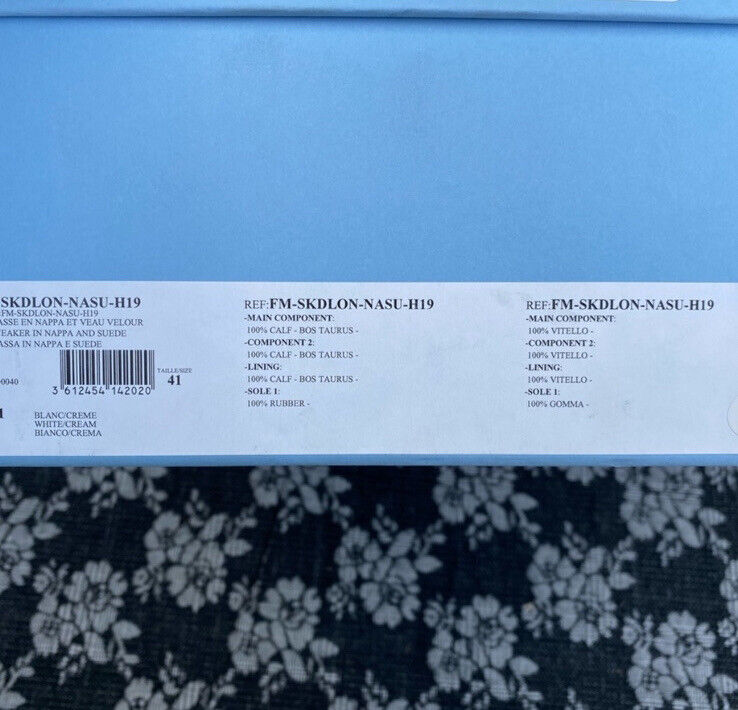 SKDLON-NASU-H19
:FM-SKDLON-NASU-H19
ASSE EN NAPPA ET VEAU VELOUR
EAKER IN NAPPA AND SUEDE
ASSA IN NAPPA E SUEDE
0040
3 612454 142020
TAILLE/SIZE
41
BLANC/CREME
WHITE/CREAM
BIANCO/CREMA
REF:FM-SKDLON-NASU-H19
-MAIN COMPONENT:
100% CALF - BOS TAURUS -
-COMPONENT 2:
100% CALF - BOS TAURUS -
-LINING:
100% CALF - BOS TAURUS -
-SOLE 1:
100% RUBBER -
REF:FM-SKDLON-NASU-H19
-MAIN COMPONENT:
100% VITELLO -
-COMPONENT 2:
100% VITELLO -
-LINING:
100% VITELLO -
-SOLE 1:
100% GOMMA -